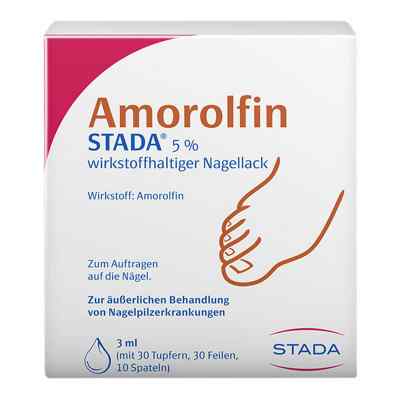 Amorolfin
STADA® 5 %
wirkstoffhaltiger Nagellack
Wirkstoff: Amorolfin
Zum Auftragen
auf die Nägel.
Zur äußerlichen Behandlung
von Nagelpilzerkrankungen
3 ml
(mit 30 Tupfern, 30 Feilen,
10 Spateln)
STADA